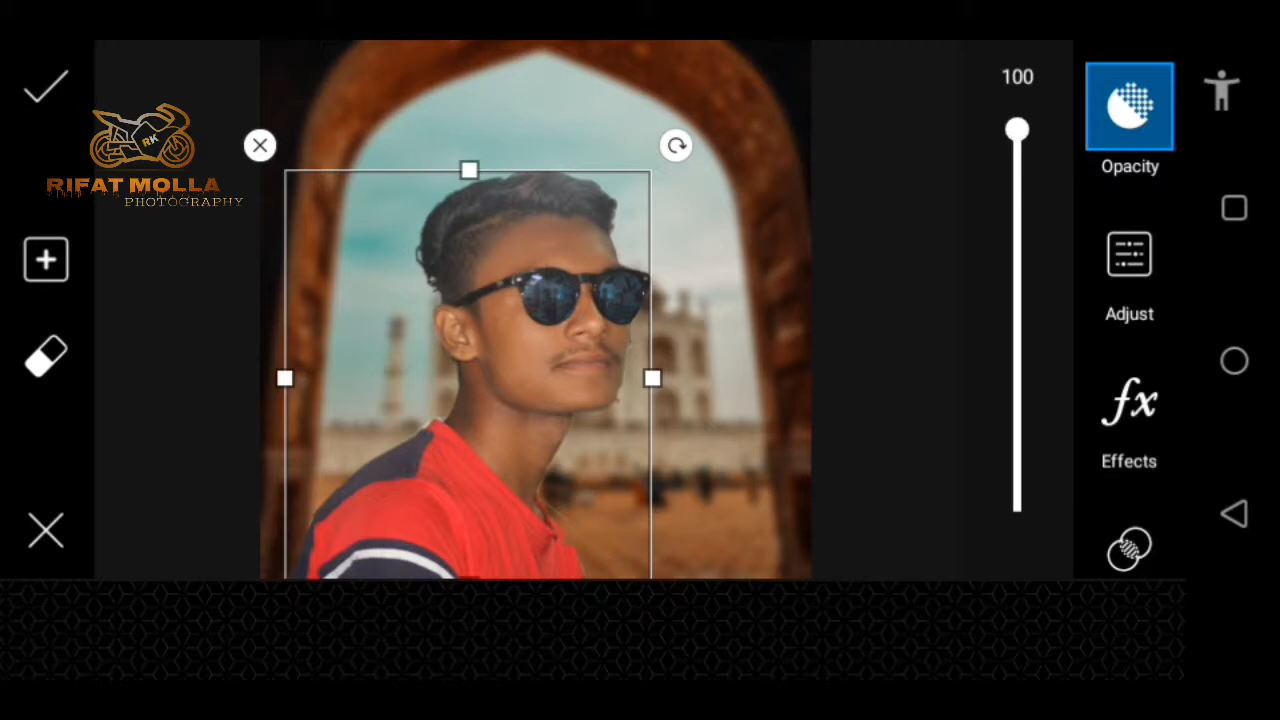 100
Opacity
RK
RIFAT MOLLA
PHOTOGRAPHY
Adjust
fx
Effects